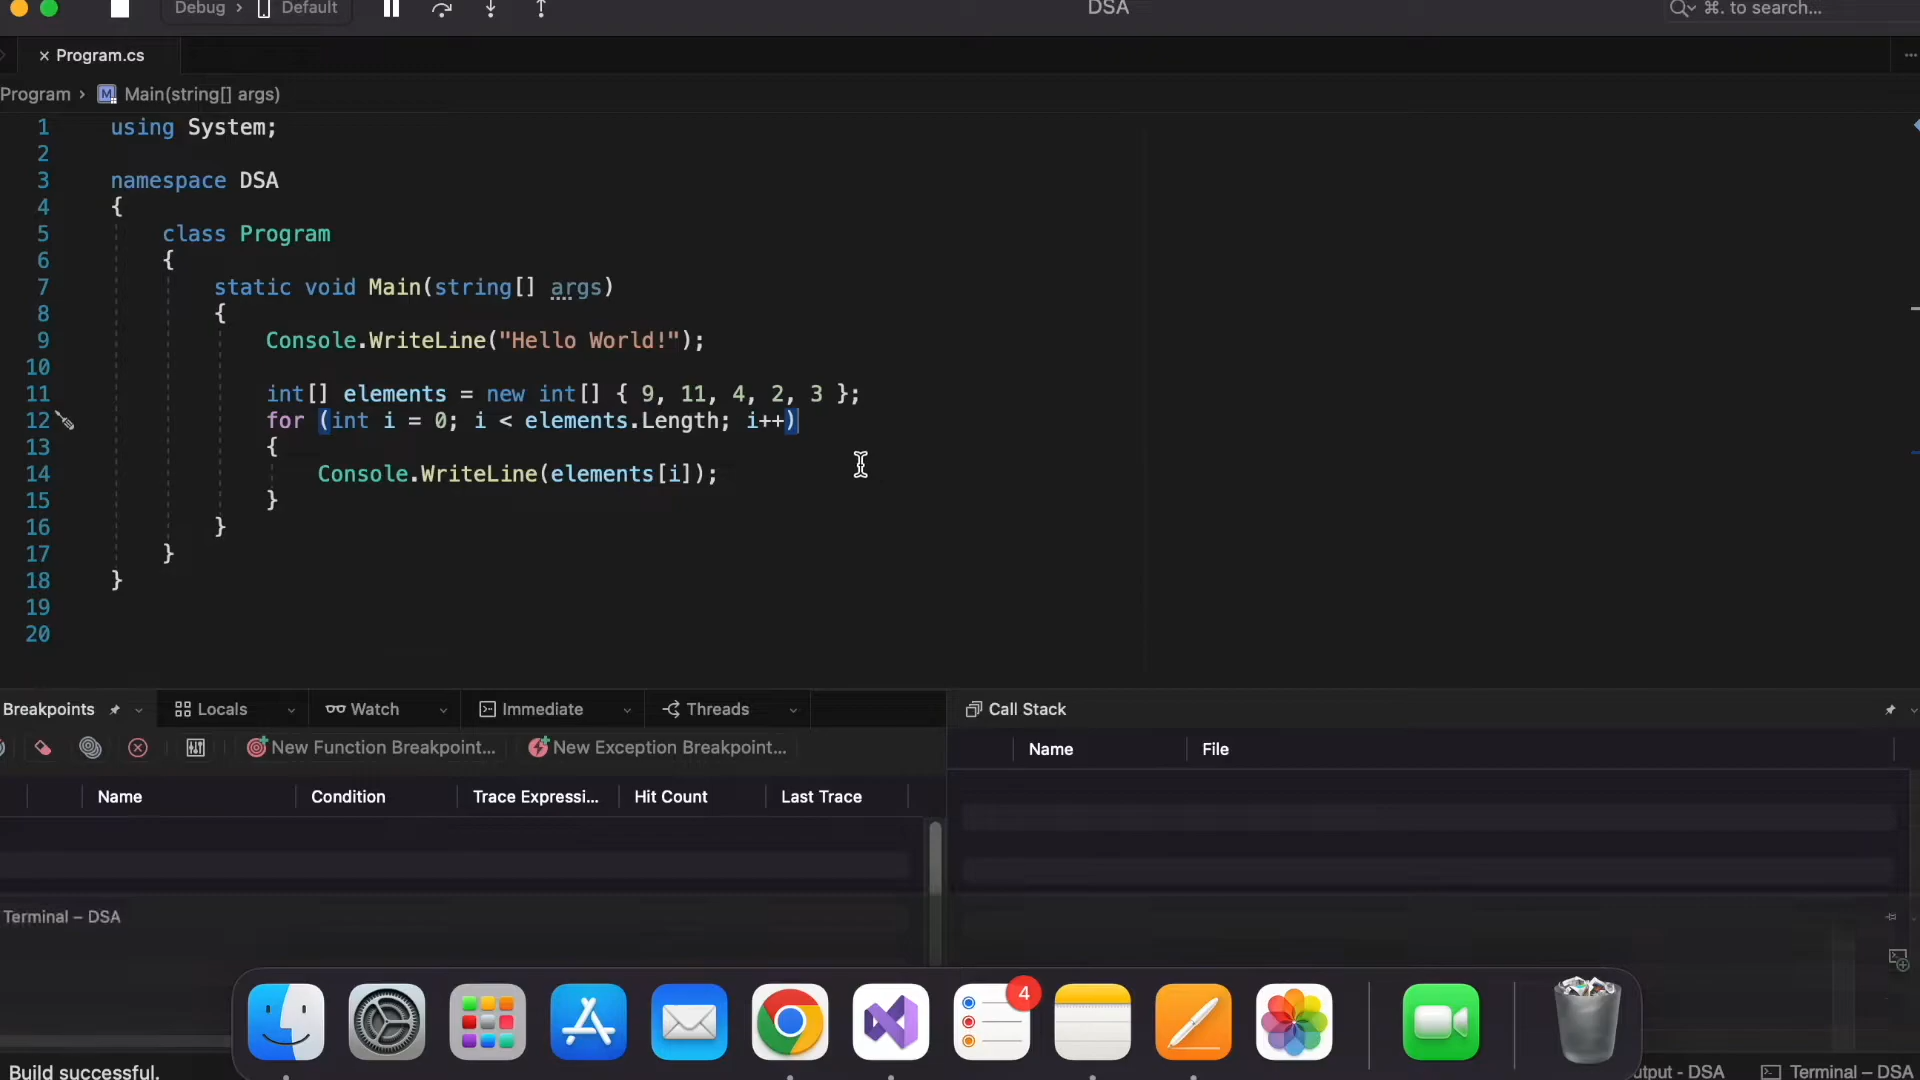 Debug > Default
DSA
⌘. to search...
× Program.cs
...
Program > M Main(string[] args)
1 using System;
2
3 namespace DSA
4 {
5 class Program
6 {
7 static void Main(string[] args)
8 {
9 Console.WriteLine("Hello World!");
10
11 int[] elements = new int[] { 9, 11, 4, 2, 3 };
12 for (int i = 0; i < elements.Length; i++)
13 {
14 Console.WriteLine(elements[i]);
15 }
16 }
17 }
18 }
19
20
Breakpoints Locals Watch Immediate Threads
Call Stack
New Function Breakpoint... New Exception Breakpoint...
Name File
Name Condition Trace Expressi... Hit Count Last Trace
Terminal – DSA
4
Build successful.
utput - DSA Terminal – DSA